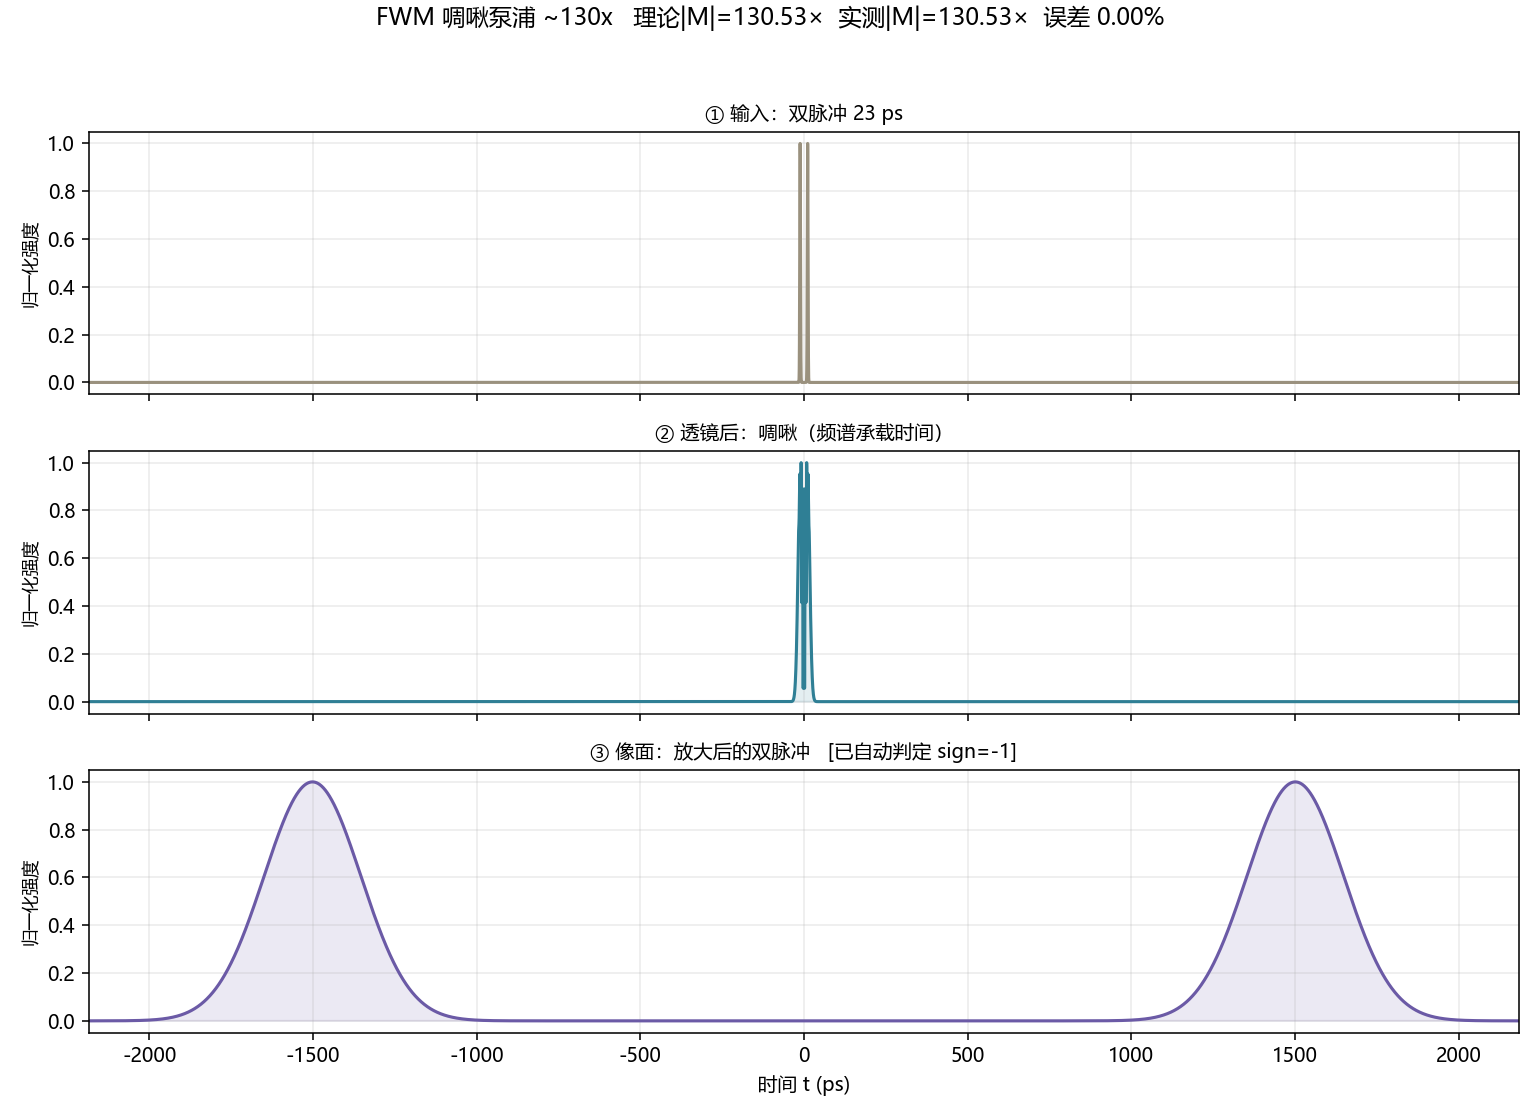 FWM 啁啾泵浦 ~130x 理论|M|=130.53× 实测|M|=130.53× 误差 0.00%
① 输入：双脉冲 23 ps
1.0
0.8
0.6
0.4
0.2
0.0
归一化强度
② 透镜后：啁啾（频谱承载时间）
1.0
0.8
0.6
0.4
0.2
0.0
归一化强度
③ 像面：放大后的双脉冲 [已自动判定 sign=-1]
1.0
0.8
0.6
0.4
0.2
0.0
归一化强度
-2000 -1500 -1000 -500 0 500 1000 1500 2000
时间 t (ps)